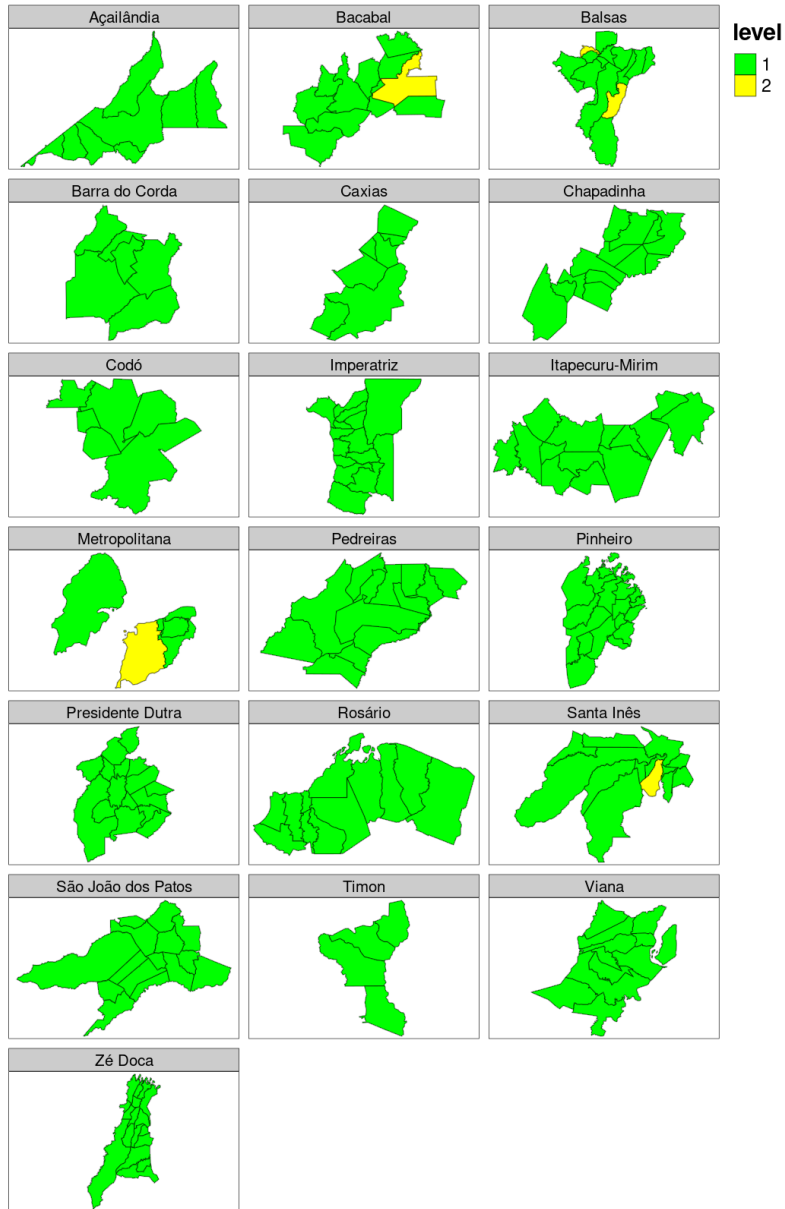 Açailândia
Bacabal
Balsas
level
1
2
Barra do Corda
Caxias
Chapadinha
Codó
Imperatriz
Itapecuru-Mirim
Metropolitana
Pedreiras
Pinheiro
Presidente Dutra
Rosário
Santa Inês
São João dos Patos
Timon
Viana
Zé Doca